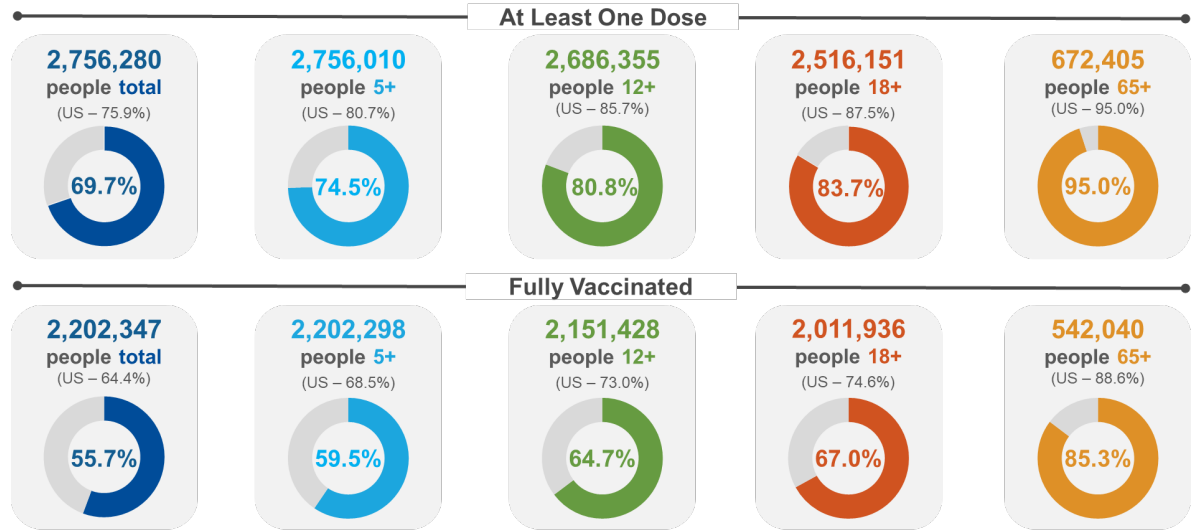 At Least One Dose
2,756,280
people total
(US – 75.9%)
69.7%
2,756,010
people 5+
(US – 80.7%)
74.5%
2,686,355
people 12+
(US – 85.7%)
80.8%
2,516,151
people 18+
(US – 87.5%)
83.7%
672,405
people 65+
(US – 95.0%)
95.0%
Fully Vaccinated
2,202,347
people total
(US – 64.4%)
55.7%
2,202,298
people 5+
(US – 68.5%)
59.5%
2,151,428
people 12+
(US – 73.0%)
64.7%
2,011,936
people 18+
(US – 74.6%)
67.0%
542,040
people 65+
(US – 88.6%)
85.3%